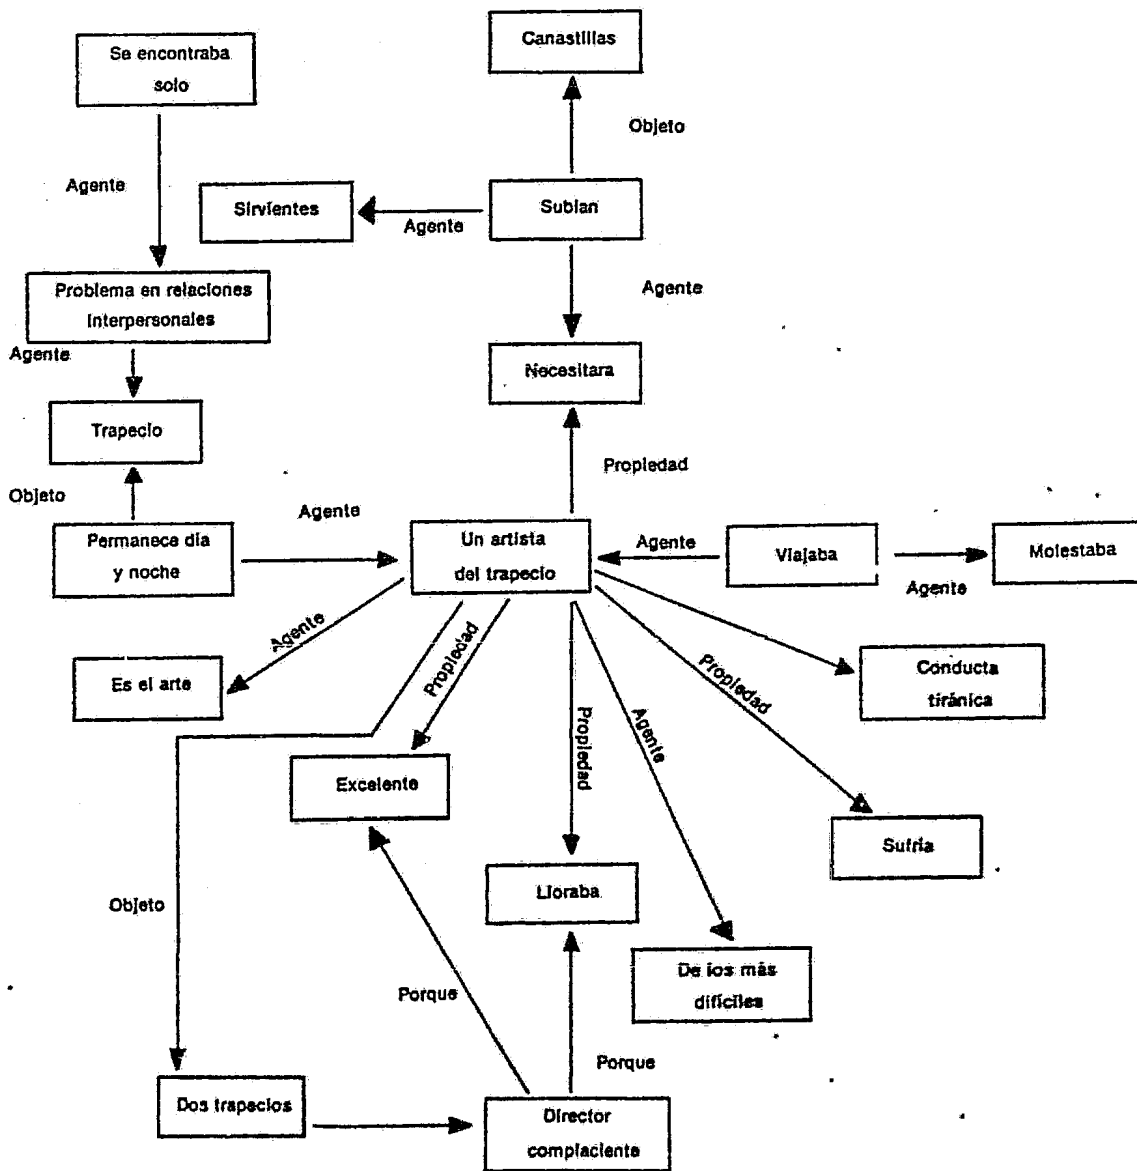 Canastillas
Se encontraba
solo
Objeto
Agente
Sirvientes
Agente
Subian
Agente
Problema en relaciones
interpersonales
Agente
Necesitara
Trapecio
Propiedad
Objeto
Agente
Permanece día
y noche
Un artista
del trapecio
Agente
Viajaba
Agente
Molestaba
Agente
Propiedad
Propiedad
Agente
Propiedad
Conducta
tiránica
Es el arte
Excelente
Sufría
Lloraba
Objeto
De los más
difíciles
Porque
Porque
Dos trapecios
Director
complaciente